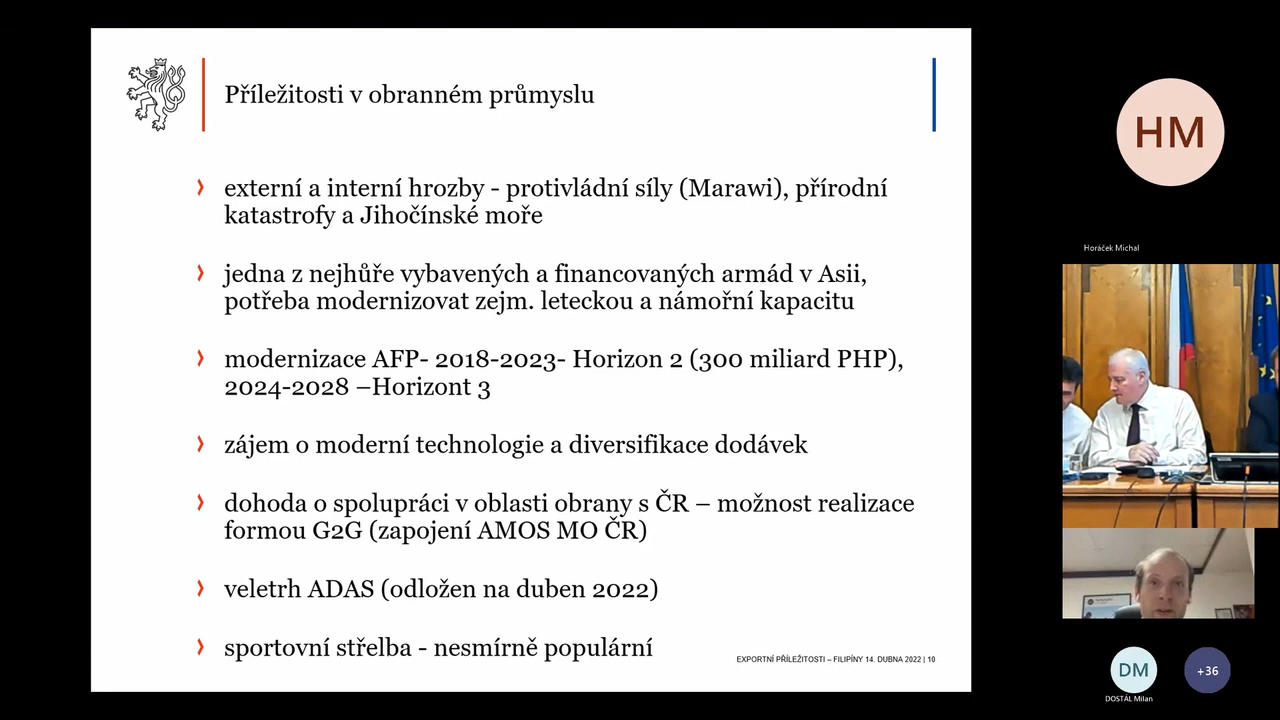 Příležitosti v obranném průmyslu
externí a interní hrozby - protivládní síly (Marawi), přírodní
katastrofy a Jihočínské moře
jedna z nejhůře vybavených a financovaných armád v Asii,
potřeba modernizovat zejm. leteckou a námořní kapacitu
modernizace AFP- 2018-2023- Horizon 2 (300 miliard PHP),
2024-2028 –Horizont 3
zájem o moderní technologie a diversifikace dodávek
dohoda o spolupráci v oblasti obrany s ČR – možnost realizace
formou G2G (zapojení AMOS MO ČR)
veletrh ADAS (odložen na duben 2022)
sportovní střelba - nesmírně populární
EXPORTNÍ PŘÍLEŽITOSTI – FILIPÍNY 14. DUBNA 2022 | 10
HM
Horáček Michal
DM
+36
DOSTÁL Milan